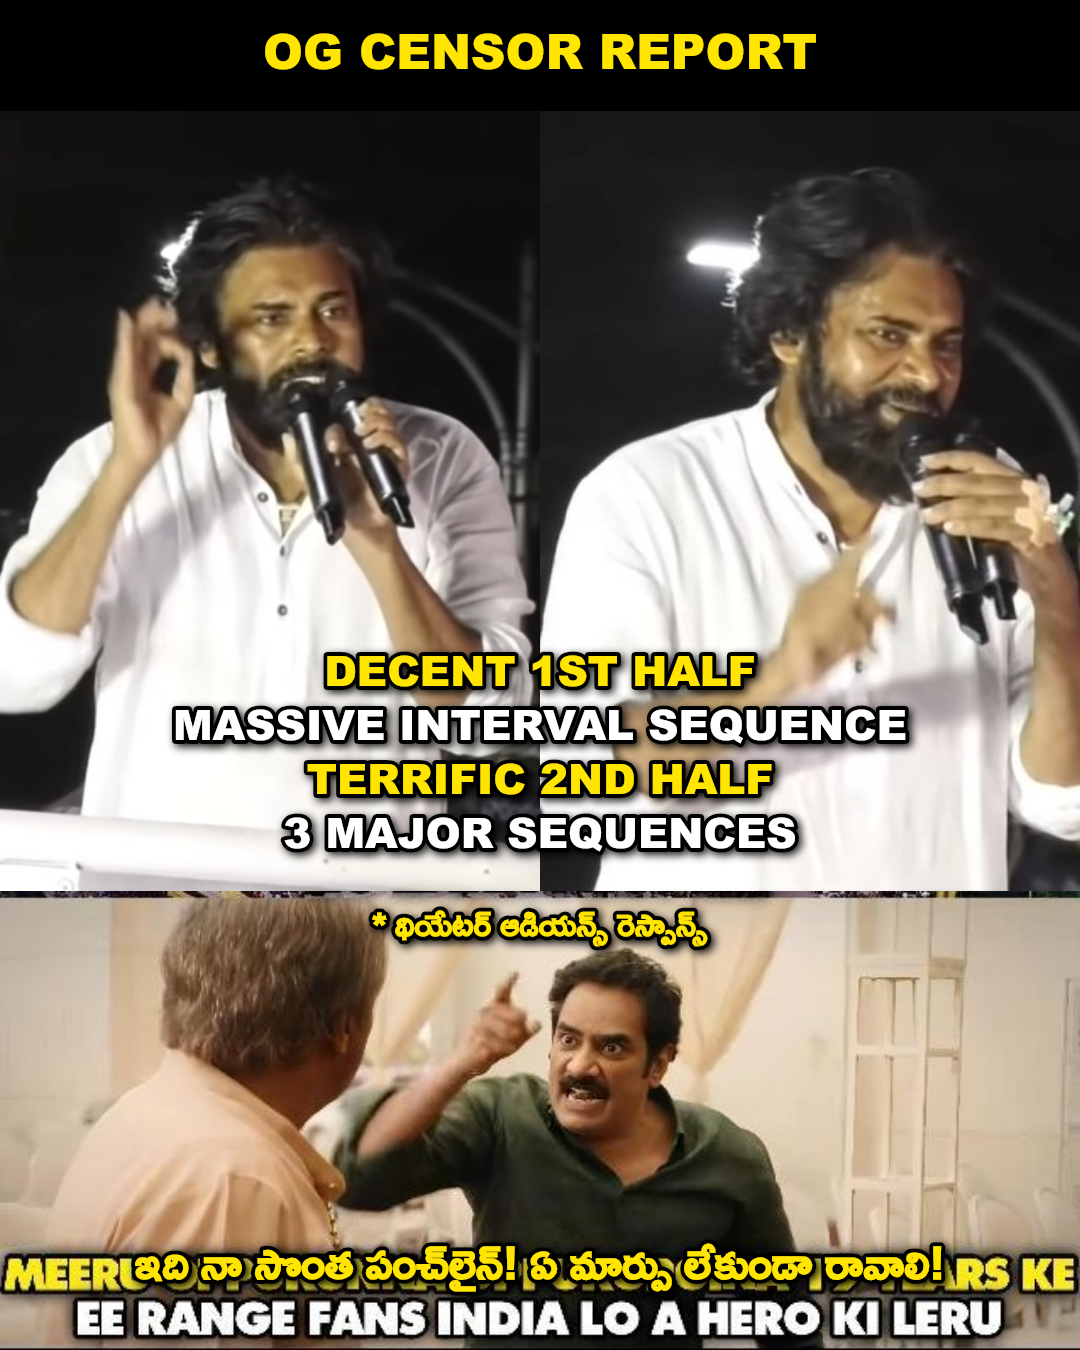 OG CENSOR REPORT
DECENT 1ST HALF
MASSIVE INTERVAL SEQUENCE
TERRIFIC 2ND HALF
3 MAJOR SEQUENCES
* థియేటర్ ఆడియన్స్ రెస్పాన్స్
ఇది నా సొంత పంచ్‌లైన్! ఏ మార్పు లేకుండా రావాలి!
KE
EE RANGE FANS INDIA LO A HERO KI LERU